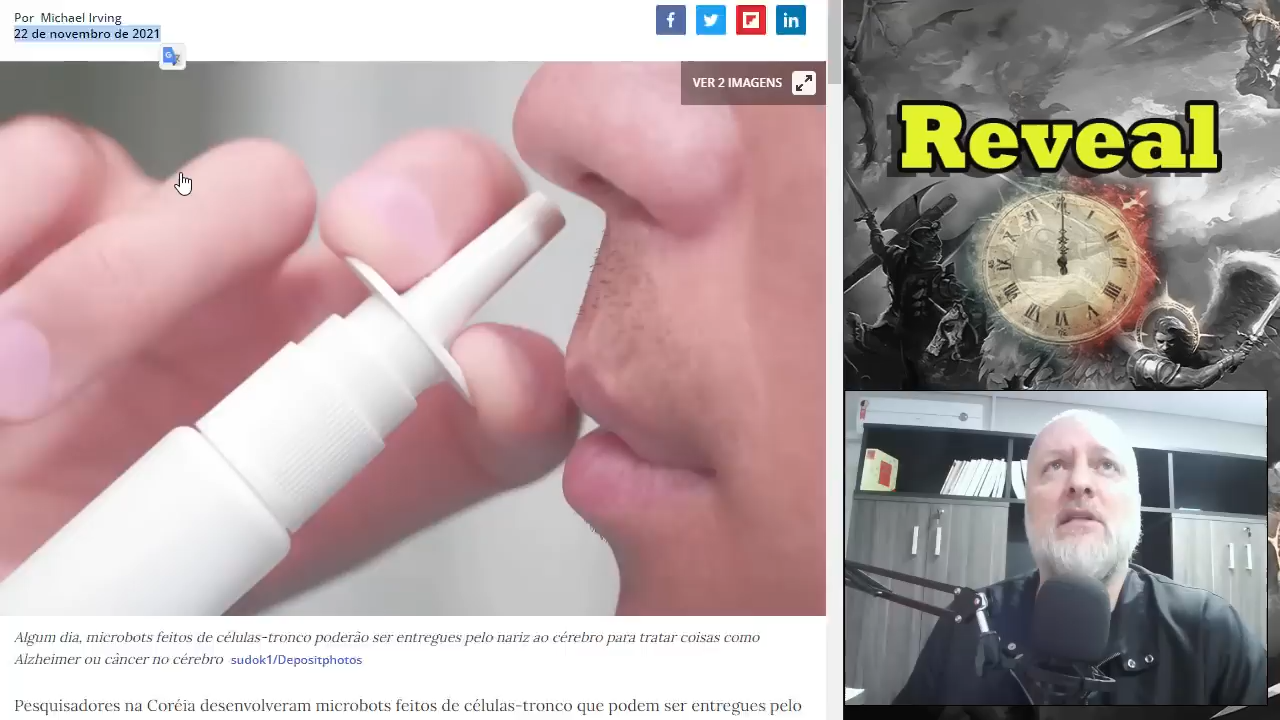 Por Michael Irving
22 de novembro de 2021
VER 2 IMAGENS
Reveal
Algum dia, microbots feitos de células-tronco poderão ser entregues pelo nariz ao cérebro para tratar coisas como
Alzheimer ou câncer no cérebro sudok1/Depositphotos
Pesquisadores na Coréia desenvolveram microbots feitos de células-tronco que podem ser entregues pelo